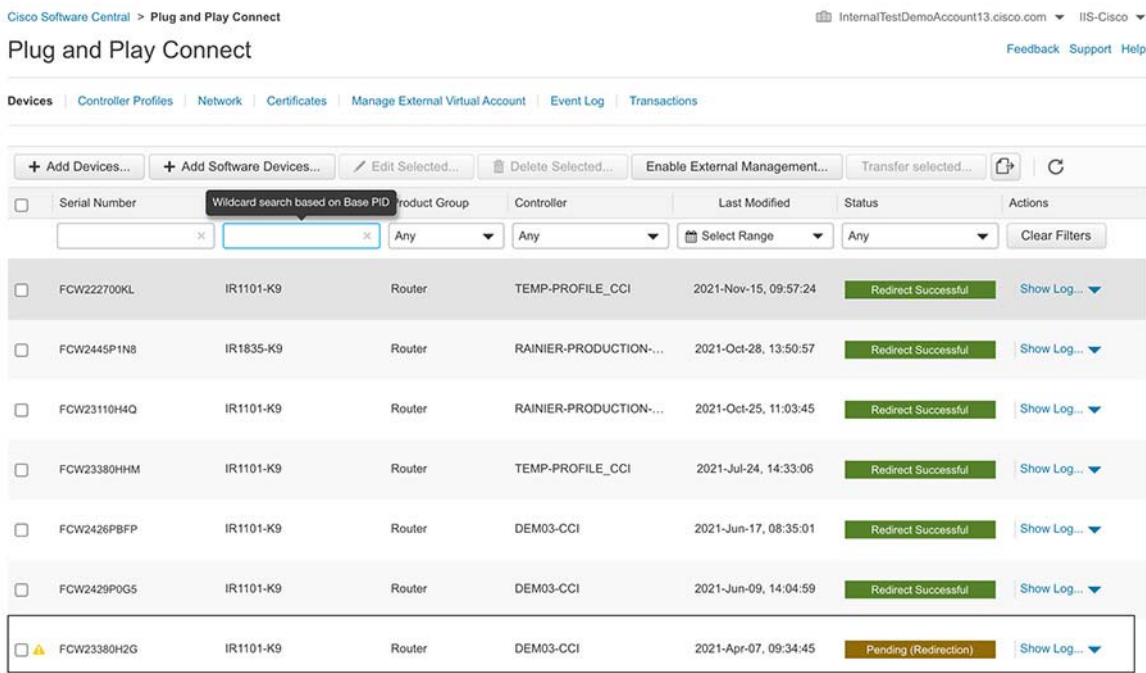 Cisco Software Central > Plug and Play Connect
InternalTestDemoAccount13.cisco.com IIS-Cisco
Plug and Play Connect
Feedback Support Help
Devices Controller Profiles Network Certificates Manage External Virtual Account Event Log Transactions
+ Add Devices... + Add Software Devices... Edit Selected... Delete Selected... Enable External Management... Transfer selected...
Serial Number Wildcard search based on Base PID Product Group Controller Last Modified Status Actions
Any Any Select Range Any Clear Filters
FCW222700KL IR1101-K9 Router TEMP-PROFILE_CCI 2021-Nov-15, 09:57:24 Redirect Successful Show Log...
FCW2445P1N8 IR1835-K9 Router RAINIER-PRODUCTION-... 2021-Oct-28, 13:50:57 Redirect Successful Show Log...
FCW23110H4Q IR1101-K9 Router RAINIER-PRODUCTION-... 2021-Oct-25, 11:03:45 Redirect Successful Show Log...
FCW23380HHM IR1101-K9 Router TEMP-PROFILE_CCI 2021-Jul-24, 14:33:06 Redirect Successful Show Log...
FCW2426PBFP IR1101-K9 Router DEM03-CCI 2021-Jun-17, 08:35:01 Redirect Successful Show Log...
FCW2429P0G5 IR1101-K9 Router DEM03-CCI 2021-Jun-09, 14:04:59 Redirect Successful Show Log...
FCW23380H2G IR1101-K9 Router DEM03-CCI 2021-Apr-07, 09:34:45 Pending (Redirection) Show Log...